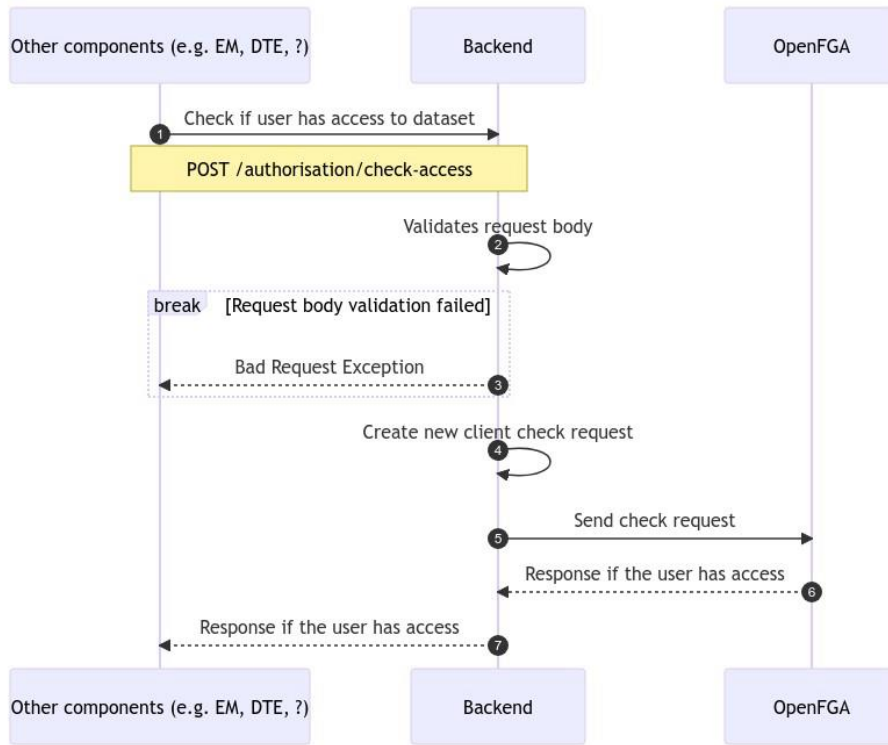 Other components (e.g. EM, DTE, ?)
Backend
OpenFGA
Check if user has access to dataset
1
POST /authorisation/check-access
Validates request body
2
break
[Request body validation failed]
Bad Request Exception
3
Create new client check request
4
Send check request
5
Response if the user has access
6
Response if the user has access
7
Other components (e.g. EM, DTE, ?)
Backend
OpenFGA